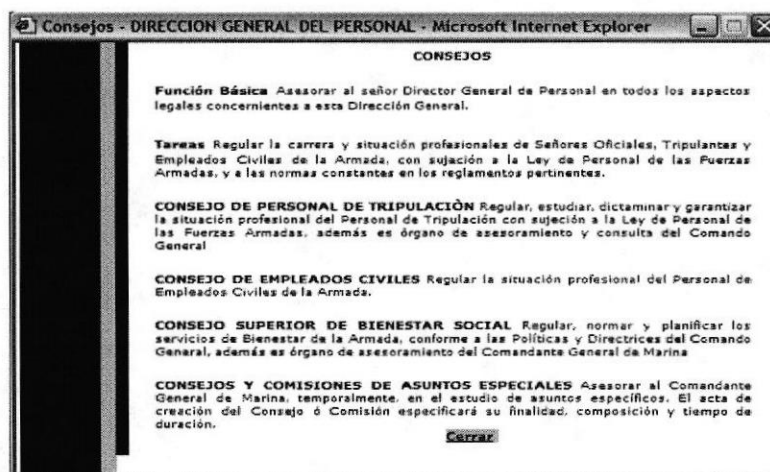 Consejos - DIRECCION GENERAL DEL PERSONAL - Microsoft Internet Explorer
CONSEJOS
Función Básica Asesorar al señor Director General de Personal en todos los aspectos
legales concernientes a esta Dirección General.
Tareas Regular la carrera y situación profesionales de Señores Oficiales, Tripulantes y
Empleados Civiles de la Armada, con sujación a la Ley de Personal de las Fuerzas
Armadas, y a las normas constantes en los reglamentos pertinentes.
CONSEJO DE PERSONAL DE TRIPULACIÒN Regular, estudiar, dictaminar y garantizar
la situación profesional del Personal de Tripulación con sujeción a la Ley de Personal de
las Fuerzas Armadas, además es órgano de asesoramiento y consulta del Comando
General
CONSEJO DE EMPLEADOS CIVILES Regular la situación profesional del Personal de
Empleados Civiles de la Armada.
CONSEJO SUPERIOR DE BIENESTAR SOCIAL Regular, normar y planificar los
servicios de Bienestar de la Armada, conforme a las Políticas y Directrices del Comando
General, además es órgano de asesoramiento del Comandante General de Marina
CONSEJOS Y COMISIONES DE ASUNTOS ESPECIALES Asesorar al Comandante
General de Marina, temporalmente, en el estudio de asuntos específicos. El acta de
creación del Consejo ó Comisión especificará su finalidad, composición y tiempo de
duración.
Cerrar